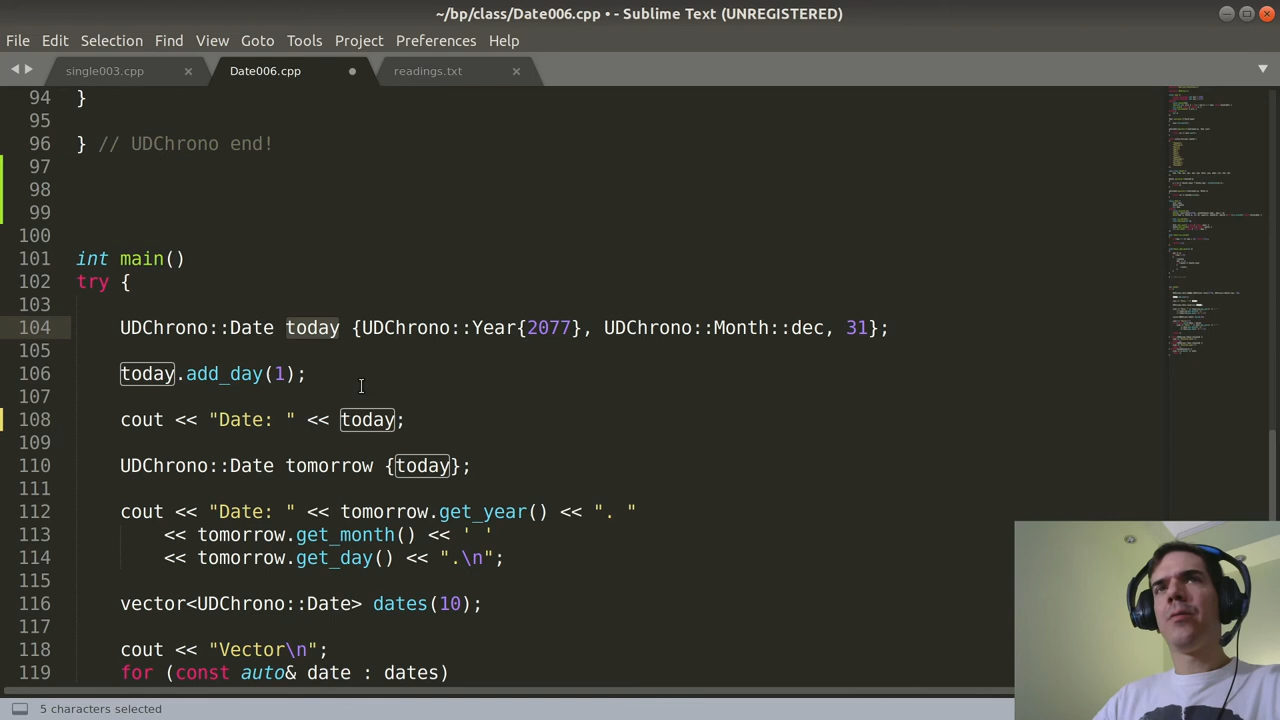 ~/bp/class/Date006.cpp • - Sublime Text (UNREGISTERED)
File Edit Selection Find View Goto Tools Project Preferences Help
single003.cpp × Date006.cpp readings.txt ×
94 }
95
96 } // UDChrono end!
97
98
99
100
101 int main()
102 try {
103
104 UDChrono::Date today {UDChrono::Year{2077}, UDChrono::Month::dec, 31};
105
106 today.add_day(1);
107
108 cout << "Date: " << today;
109
110 UDChrono::Date tomorrow {today};
111
112 cout << "Date: " << tomorrow.get_year() << ". "
113 << tomorrow.get_month() << ' '
114 << tomorrow.get_day() << ".\n";
115
116 vector<UDChrono::Date> dates(10);
117
118 cout << "Vector\n";
119 for (const auto& date : dates)
5 characters selected